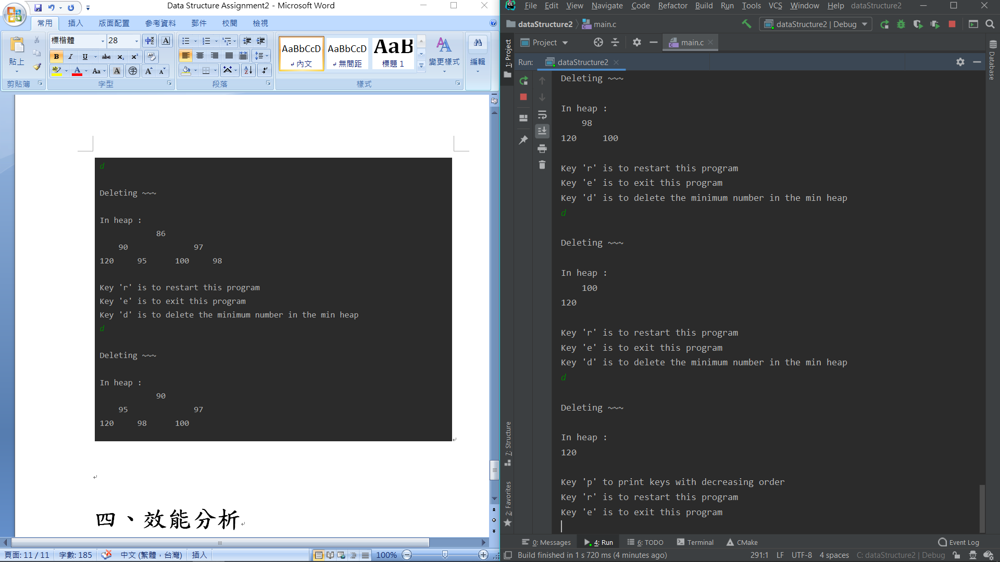 Data Structure Assignment2 - Microsoft Word
常用 插入 版面配置 參考資料 郵件 校閱 檢視
標楷體 28
貼上
剪貼簿 字型 段落 樣式
AaBbCcD AaBbCcD AaB
內文 無間距 標題 1
變更樣式 編輯
d
Deleting ~~~
In heap :
86
90 97
120 95 100 98
Key 'r' is to restart this program
Key 'e' is to exit this program
Key 'd' is to delete the minimum number in the min heap
d
Deleting ~~~
In heap :
90
95 97
120 98 100
四、效能分析
頁面: 11 / 11 字數: 185 中文 (繁體，台灣) 插入 100%
File Edit View Navigate Code Refactor Build Run Tools VCS Window Help dataStructure2
dataStructure2 main.c dataStructure2 | Debug
Project main.c
Run: dataStructure2
1: Project
7: Structure
2: Favorites
Database
Deleting ~~~
In heap :
98
120 100
Key 'r' is to restart this program
Key 'e' is to exit this program
Key 'd' is to delete the minimum number in the min heap
d
Deleting ~~~
In heap :
100
120
Key 'r' is to restart this program
Key 'e' is to exit this program
Key 'd' is to delete the minimum number in the min heap
d
Deleting ~~~
In heap :
120
Key 'p' to print keys with decreasing order
Key 'r' is to restart this program
Key 'e' is to exit this program
0: Messages 4: Run 6: TODO Terminal CMake Event Log
Build finished in 1 s 720 ms (4 minutes ago) 291:1 LF UTF-8 4 spaces C: dataStructure2 | Debug